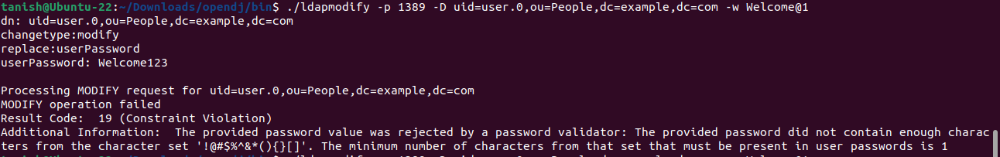 tanish@Ubuntu-22:~/Downloads/opendj/bin$ ./ldapmodify -p 1389 -D uid=user.0,ou=People,dc=example,dc=com -w Welcome@1
dn: uid=user.0,ou=People,dc=example,dc=com
changetype:modify
replace:userPassword
userPassword: Welcome123

Processing MODIFY request for uid=user.0,ou=People,dc=example,dc=com
MODIFY operation failed
Result Code:  19 (Constraint Violation)
Additional Information:  The provided password value was rejected by a password validator: The provided password did not contain enough charac
ters from the character set '!@#$%^&*(){}[]'. The minimum number of characters from that set that must be present in user passwords is 1